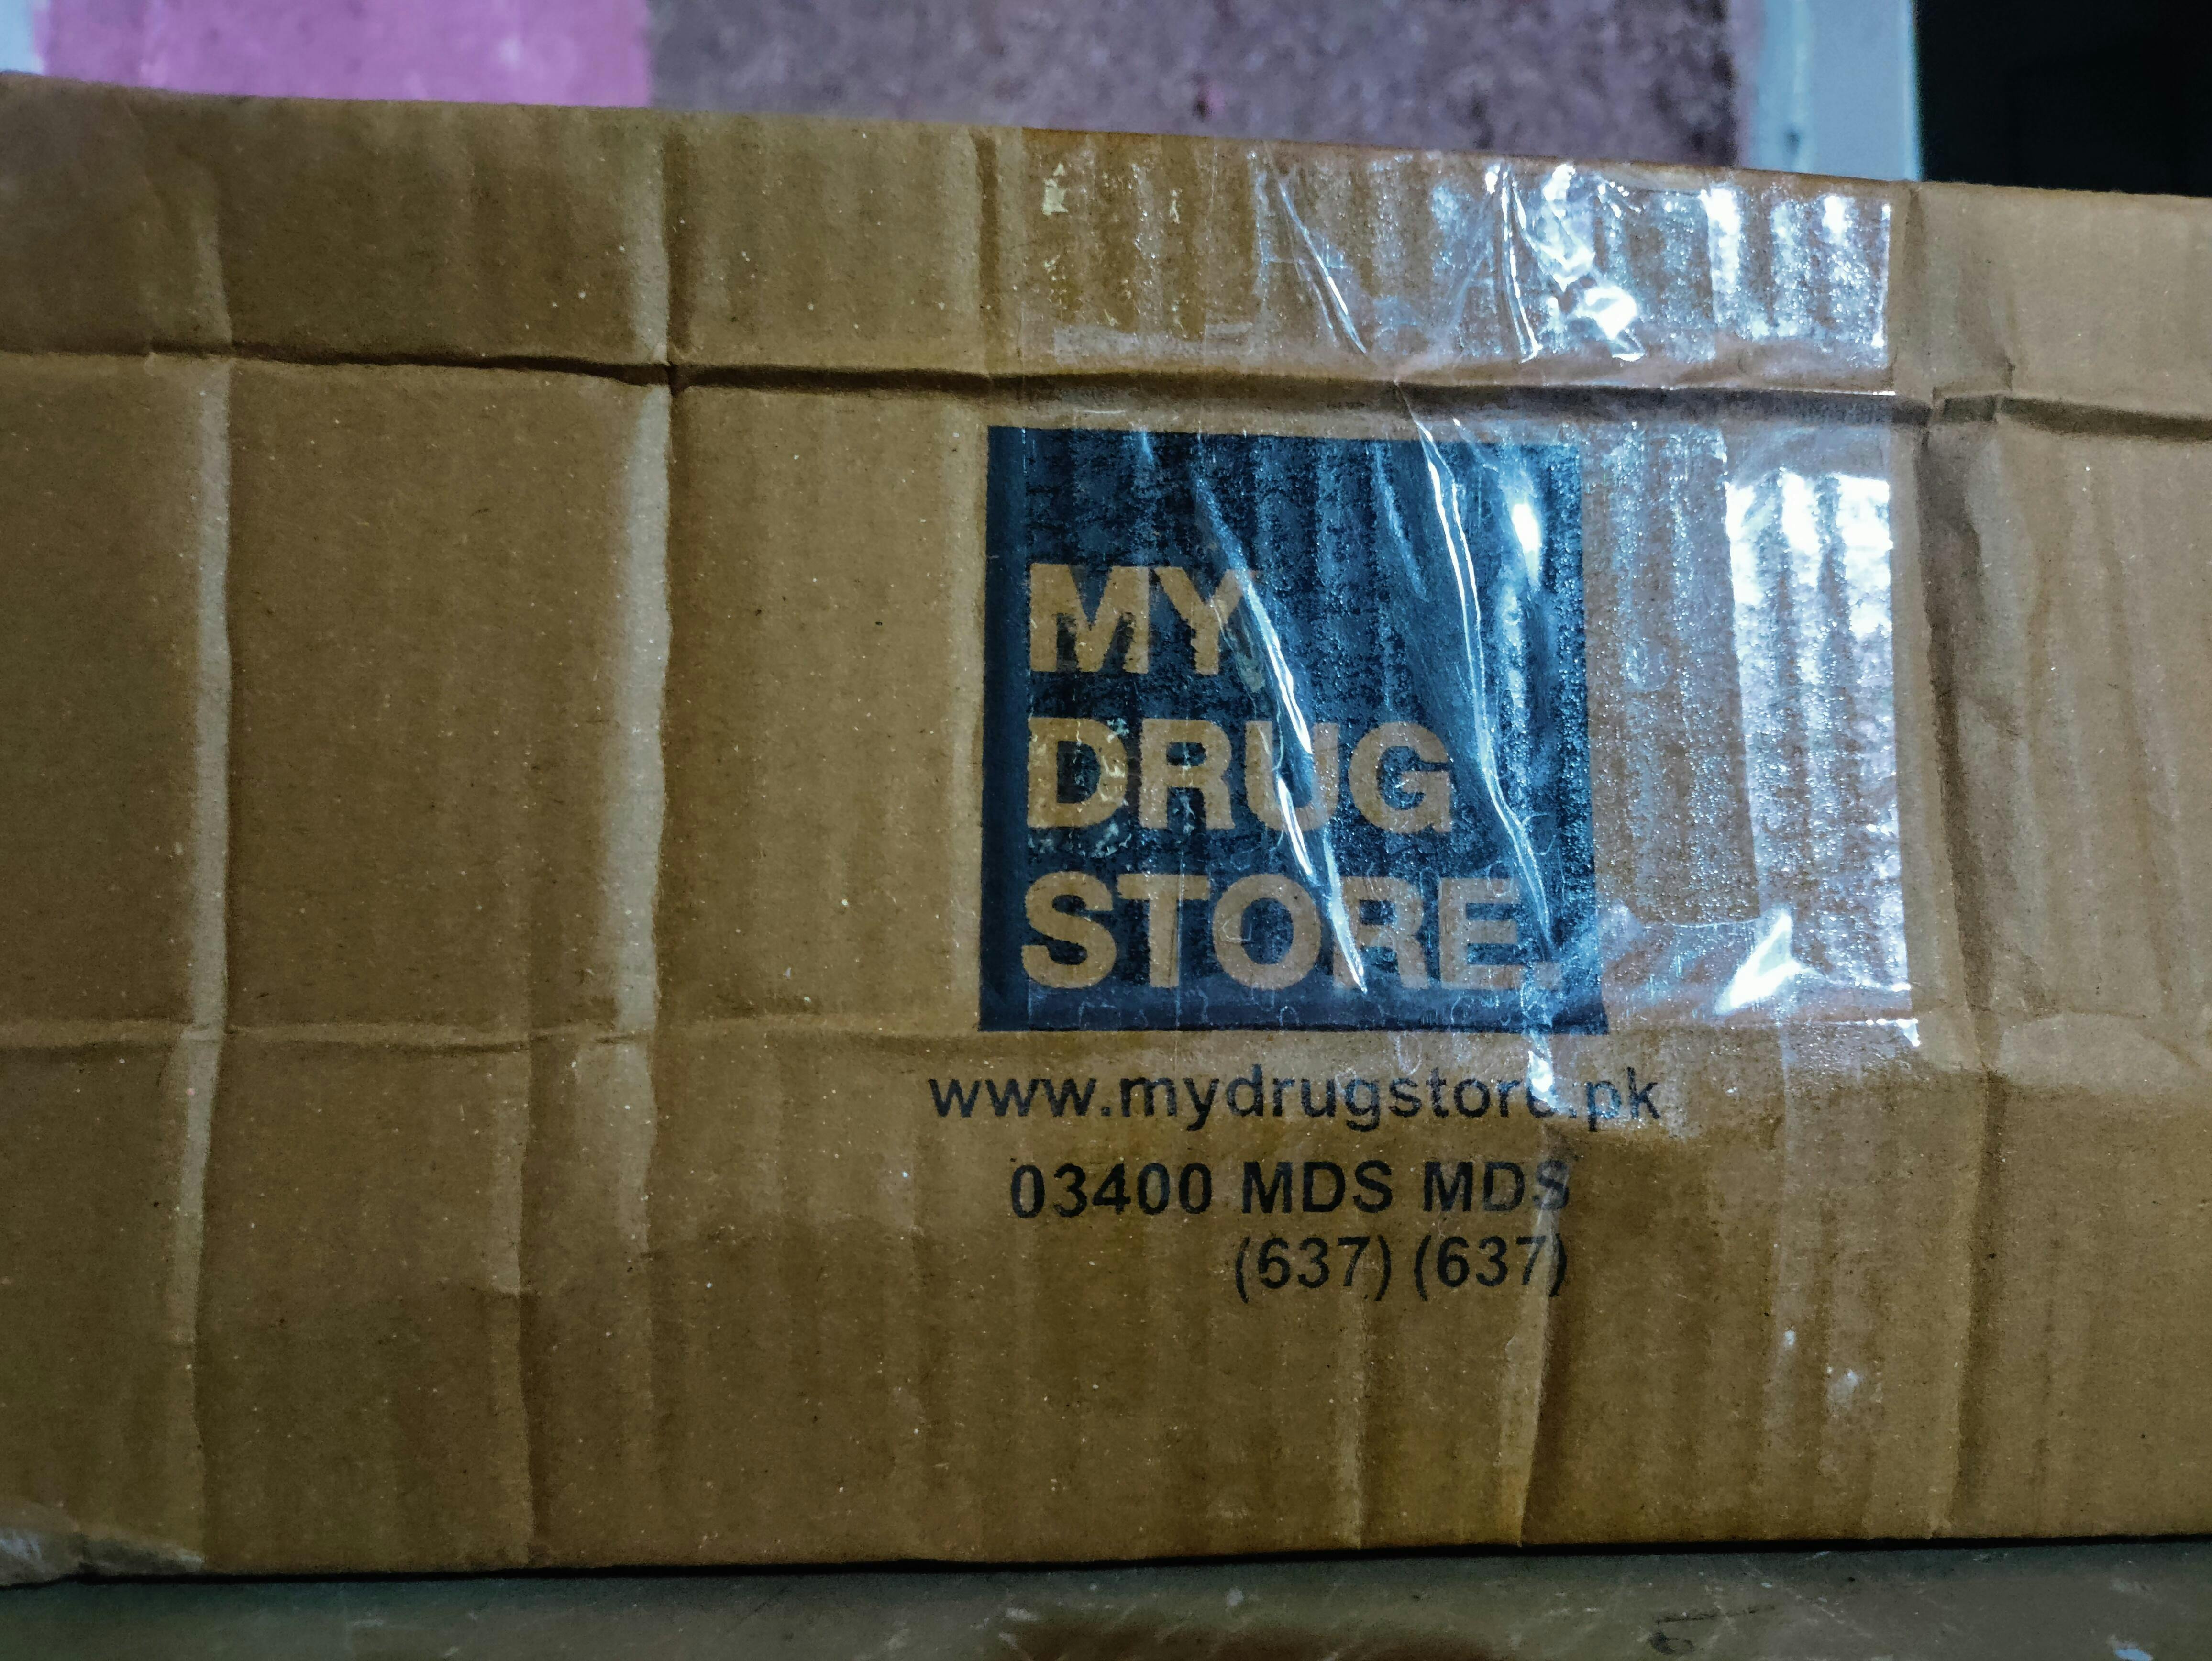 MY
DRUG
STORE.
www.mydrugstore.pk
03400 MDS MDS
(637) (637)